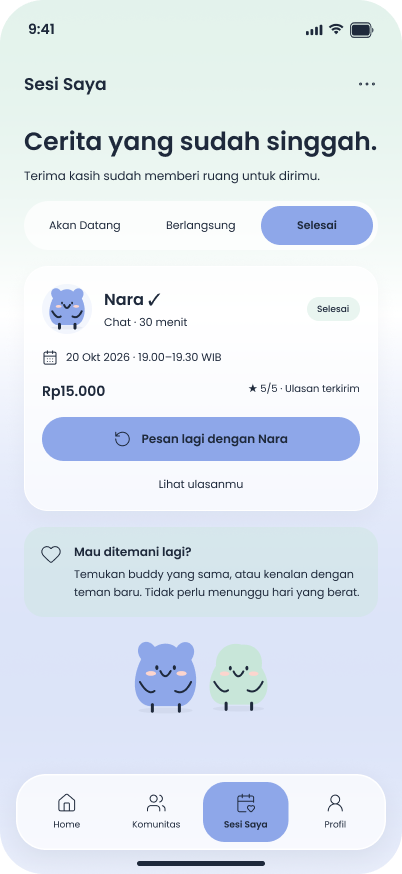 9:41
Sesi Saya
Cerita yang sudah singgah.
Terima kasih sudah memberi ruang untuk dirimu.
Akan Datang
Berlangsung
Selesai
Nara ✓
Chat · 30 menit
Selesai
20 Okt 2026 · 19.00–19.30 WIB
Rp15.000
★ 5/5 · Ulasan terkirim
Pesan lagi dengan Nara
Lihat ulasanmu
Mau ditemani lagi?
Temukan buddy yang sama, atau kenalan dengan
teman baru. Tidak perlu menunggu hari yang berat.
Home
Komunitas
Sesi Saya
Profil